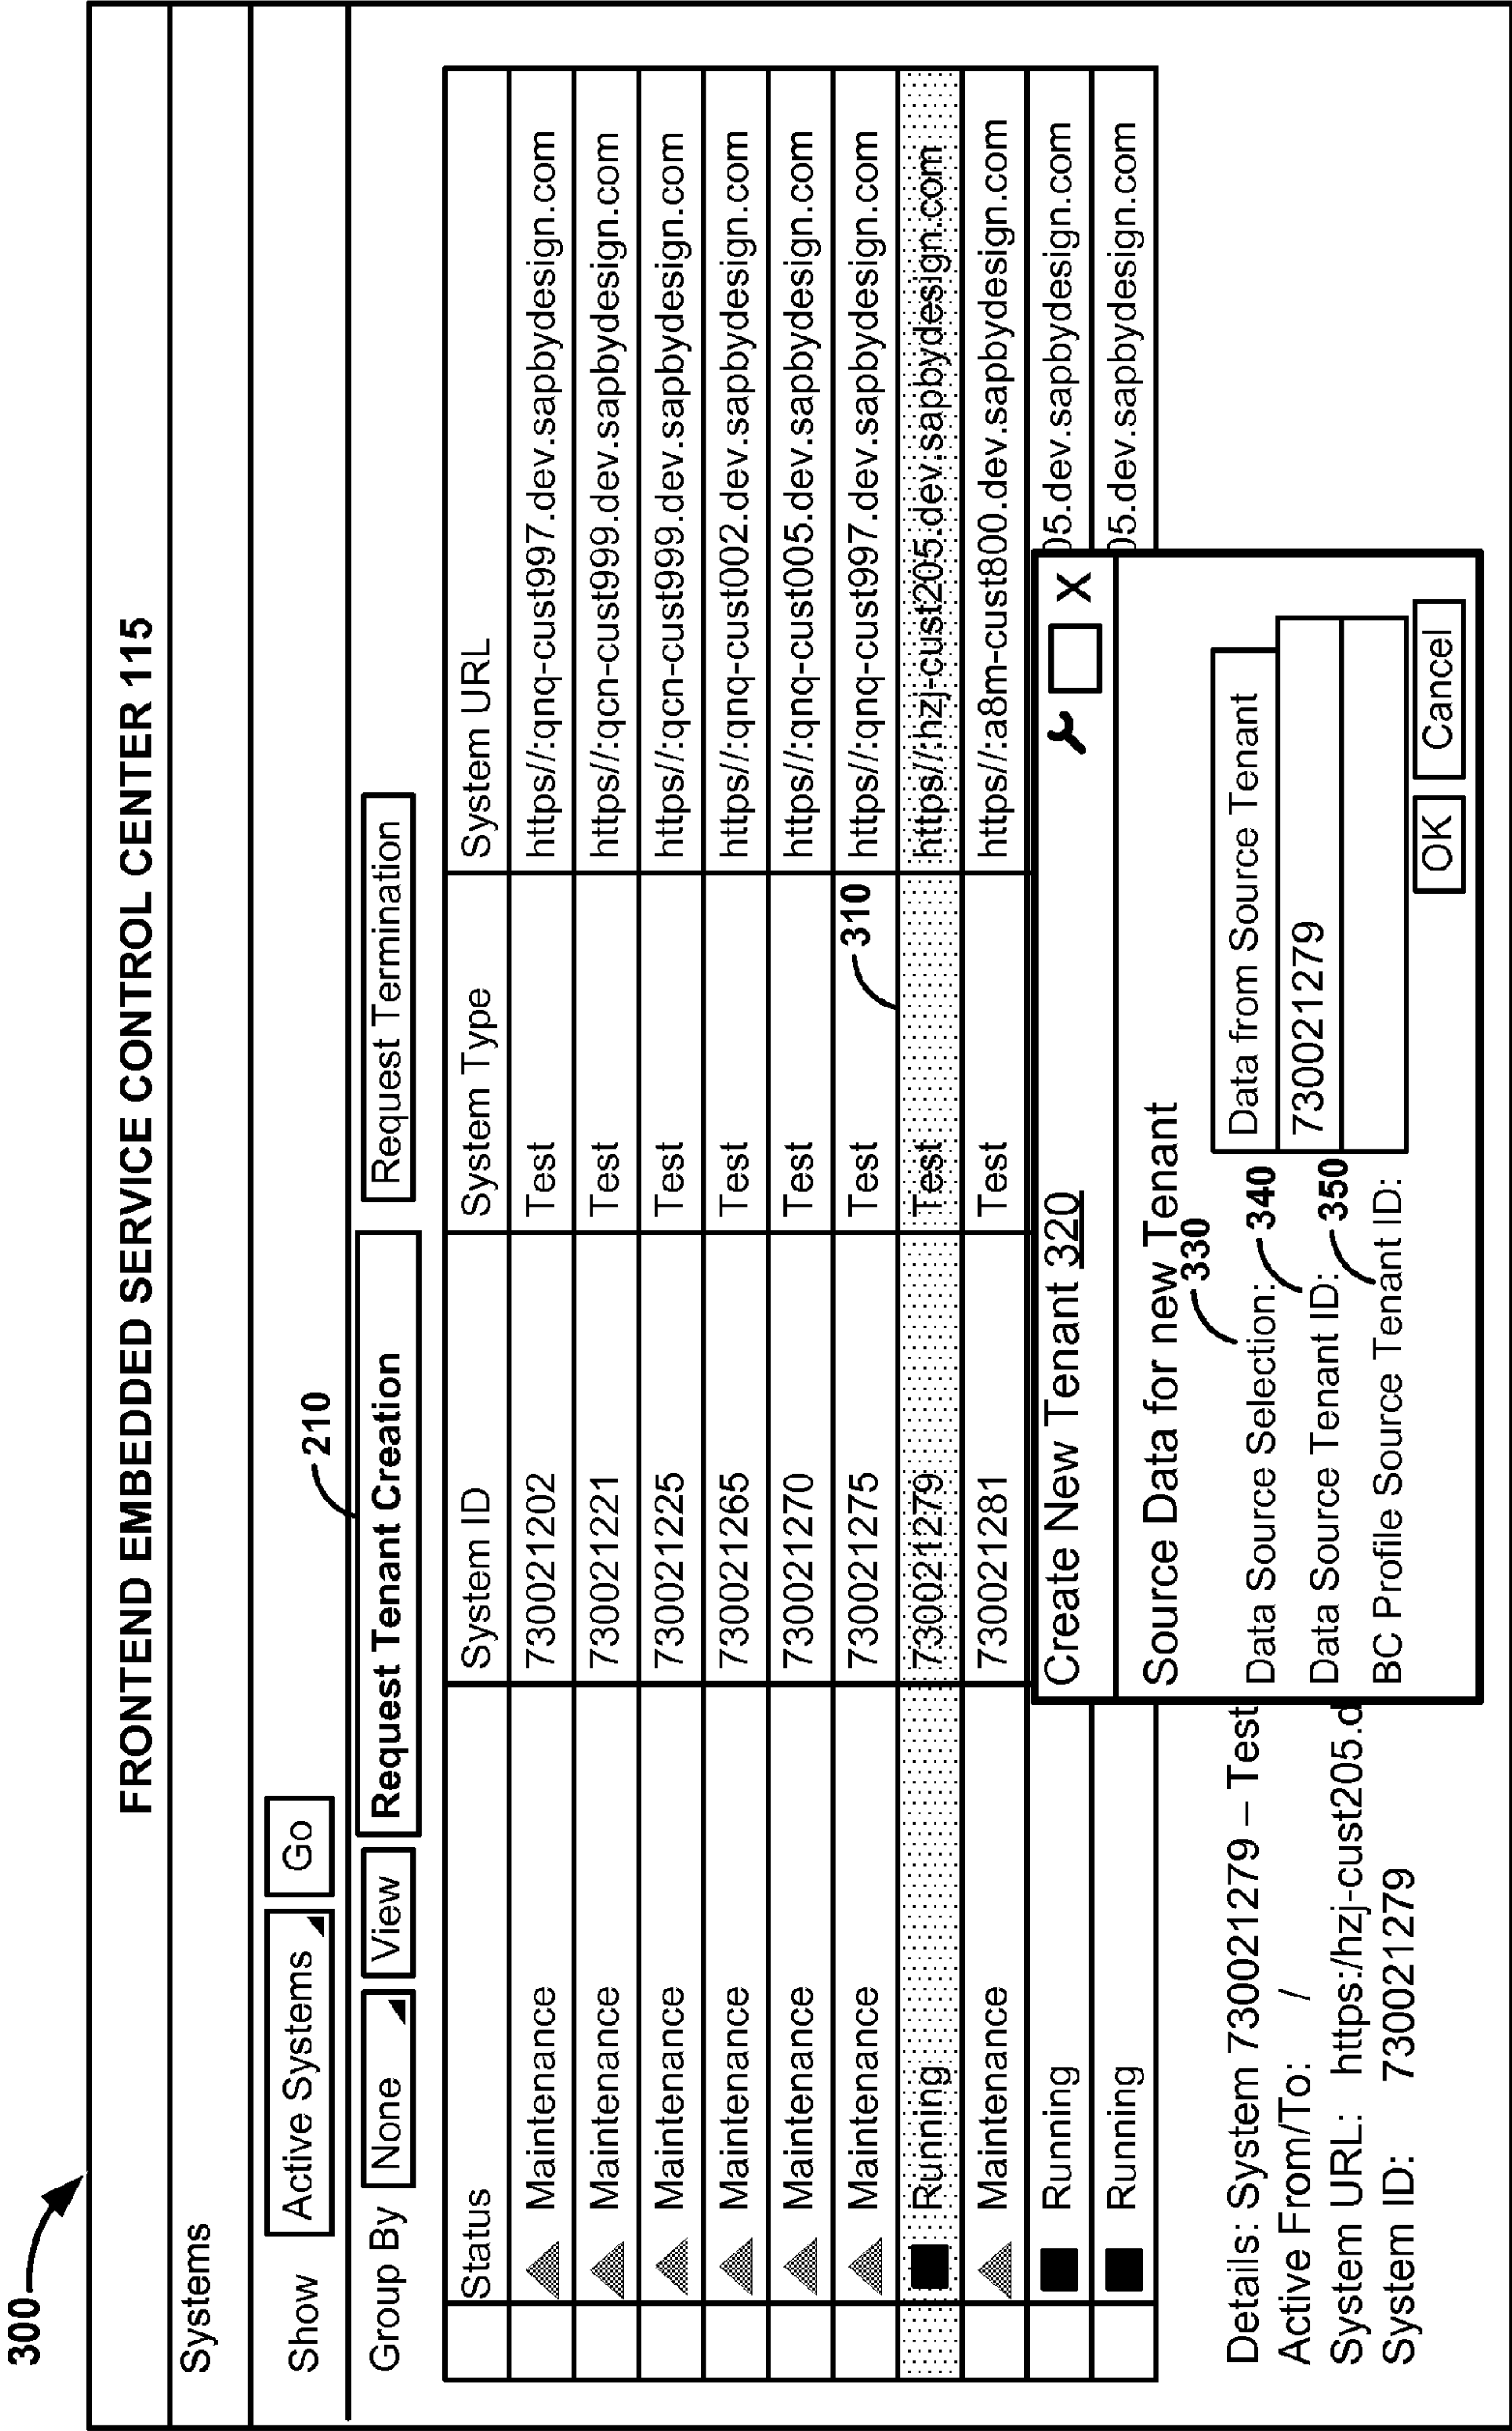 300
FRONTEND EMBEDDED SERVICE CONTROL CENTER 115
Systems
Show Active Systems Go
210
Group By None View Request Tenant Creation Request Termination
Status System ID System Type System URL
Maintenance 730021202 Test https//:qnq-cust997.dev.sapbydesign.com
Maintenance 730021221 Test https//:qcn-cust999.dev.sapbydesign.com
Maintenance 730021225 Test https//:qcn-cust999.dev.sapbydesign.com
Maintenance 730021265 Test https//:qnq-cust002.dev.sapbydesign.com
Maintenance 730021270 Test https//:qnq-cust005.dev.sapbydesign.com
Maintenance 730021275 Test https//:qnq-cust997.dev.sapbydesign.com
310
Running 730021279 Test https//:hzj-cust205.dev.sapbydesign.com
Maintenance 730021281 Test https//:a8m-cust800.dev.sapbydesign.com
Running 05.dev.sapbydesign.com
Running 05.dev.sapbydesign.com
Create New Tenant 320 X
Source Data for new Tenant
330
Data Source Selection: Data from Source Tenant
340
Data Source Tenant ID: 730021279
350
BC Profile Source Tenant ID:
OK Cancel
Details: System 730021279 – Test
Active From/To: /
System URL: https:/hzj-cust205.d
System ID: 730021279